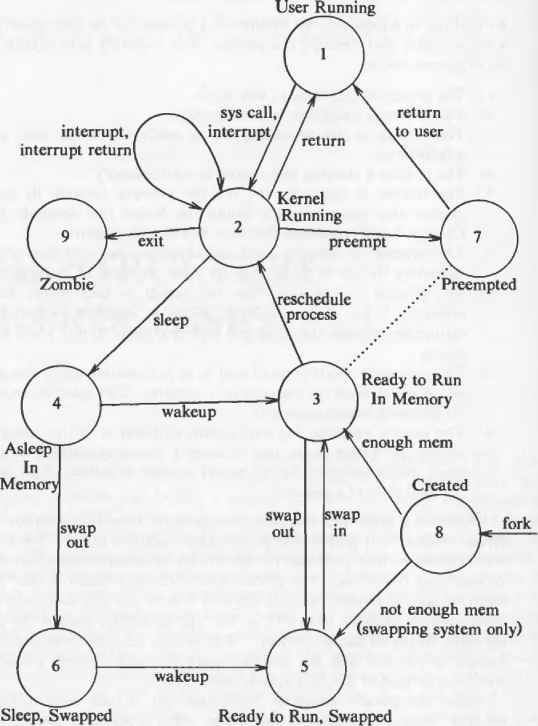 User Running
1
sys call,
interrupt
return
return
to user
interrupt,
interrupt return
Kernel
Running
2
9
exit
preempt
7
Zombie
Preempted
sleep
reschedule
process
4
wakeup
3
Ready to Run
In Memory
Asleep
In
Memory
enough mem
Created
swap
out
swap
out
swap
in
8
fork
not enough mem
(swapping system only)
6
wakeup
5
Sleep, Swapped
Ready to Run, Swapped